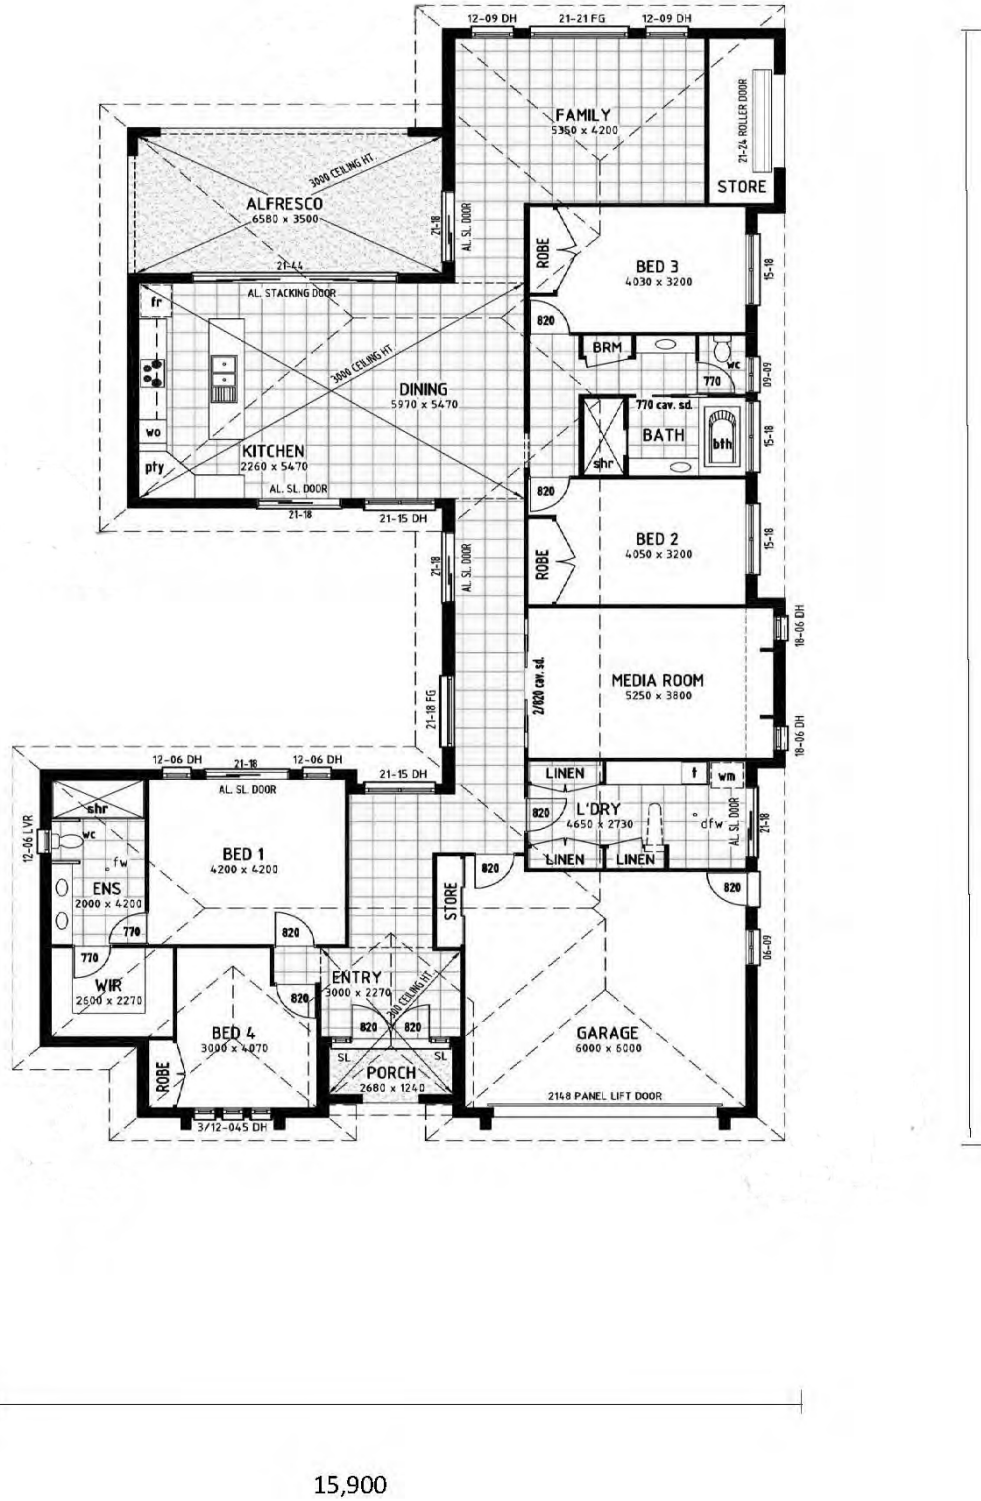 12-09 DH 21-21 FG 12-09 DH
FAMILY
5350 x 4200
21-24 ROLLER DOOR
STORE
3000 CEILING HT
ALFRESCO
6580 x 3500
21-18
AL. SL. DOOR
21-44
AL. STACKING DOOR
ROBE
BED 3
4030 x 3200
15-18
fr
820
BRM
wc
770
09-09
3000 CEILING HT
DINING
5970 x 5470
770 cav. sd.
BATH
bth
15-18
shr
wo
KITCHEN
2260 x 5470
pty
AL. SL. DOOR
21-18
21-15 DH
820
ROBE
BED 2
4050 x 3200
15-18
21-18
AL. SL. DOOR
18-06 DH
2/820 cav. sd.
MEDIA ROOM
5250 x 3800
21-18 FG
18-06 DH
12-06 DH 21-18 12-06 DH
AL. SL. DOOR
21-15 DH
LINEN
t
wm
820
L'DRY
4650 x 2730
dfw
AL. SL. DOOR
21-18
LINEN LINEN
shr
wc
12-06 LVR
fw
BED 1
4200 x 4200
ENS
2000 x 4200
770
820
STORE
820
820
06-09
770
WIR
2600 x 2270
ENTRY
3000 x 2270
820
820
820
BED 4
3000 x 4070
ROBE
SL
SL
PORCH
2680 x 1240
GARAGE
6000 x 6000
2148 PANEL LIFT DOOR
3/12-045 DH
15,900